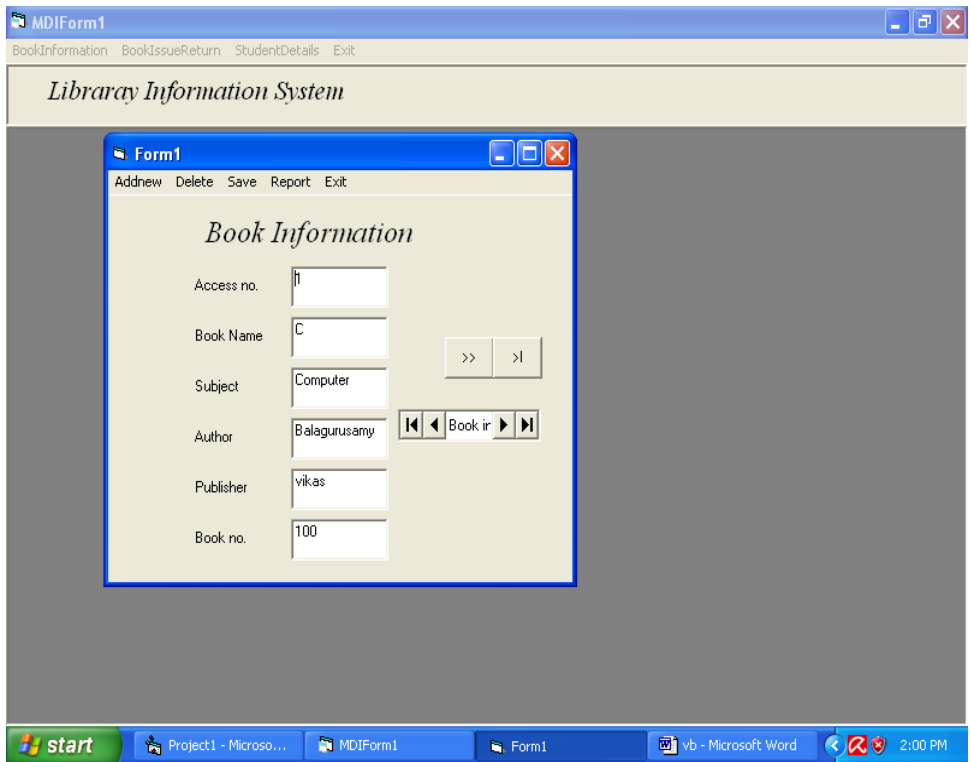 MDIForm1
BookInformation BookIssueReturn StudentDetails Exit
Libraray Information System
Form1
Addnew Delete Save Report Exit
Book Information
Access no. 1
Book Name C
>> >|
Subject Computer
Author Balagurusamy
Book ir
Publisher vikas
Book no. 100
start Project1 - Microso... MDIForm1 Form1 vb - Microsoft Word 2:00 PM